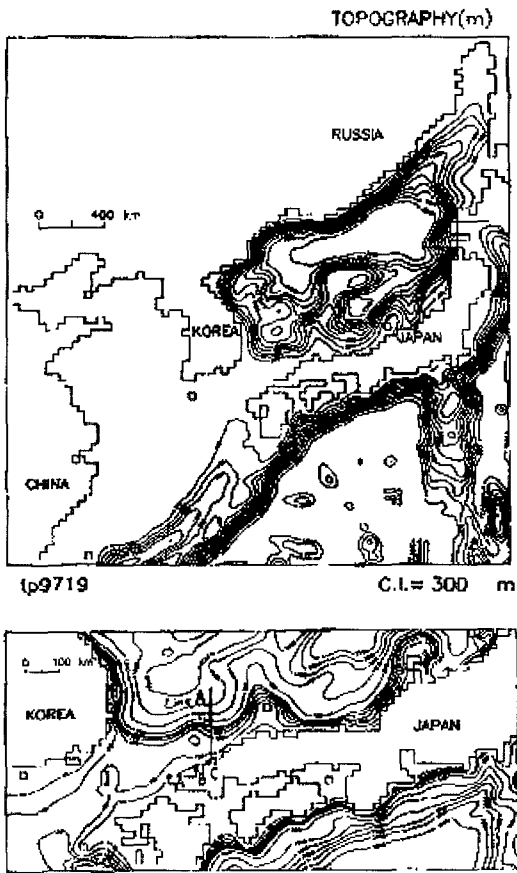 TOPOGRAPHY(m)
RUSSIA
0 400 km
KOREA
JAPAN
CHINA
tp9719 C.I.= 300 m
0 100 km
Line A
KOREA
JAPAN
B C